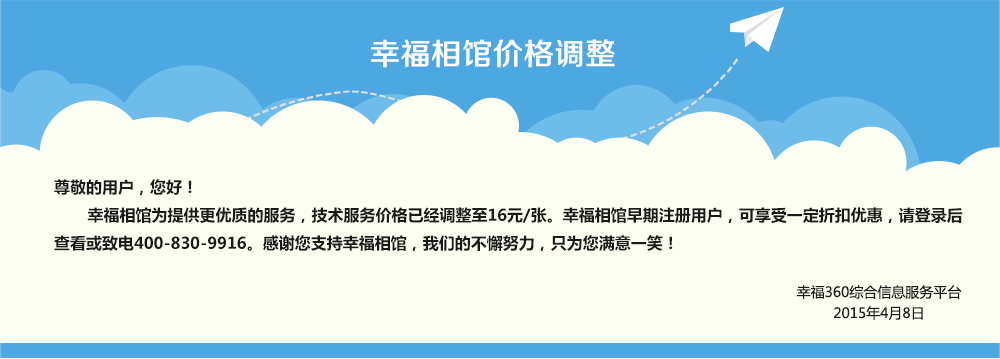 幸福相馆价格调整
尊敬的用户，您好！
幸福相馆为提供更优质的服务，技术服务价格已经调整至16元/张。幸福相馆早期注册用户，可享受一定折扣优惠，请登录后
查看或致电400-830-9916。感谢您支持幸福相馆，我们的不懈努力，只为您满意一笑！
幸福360综合信息服务平台
2015年4月8日